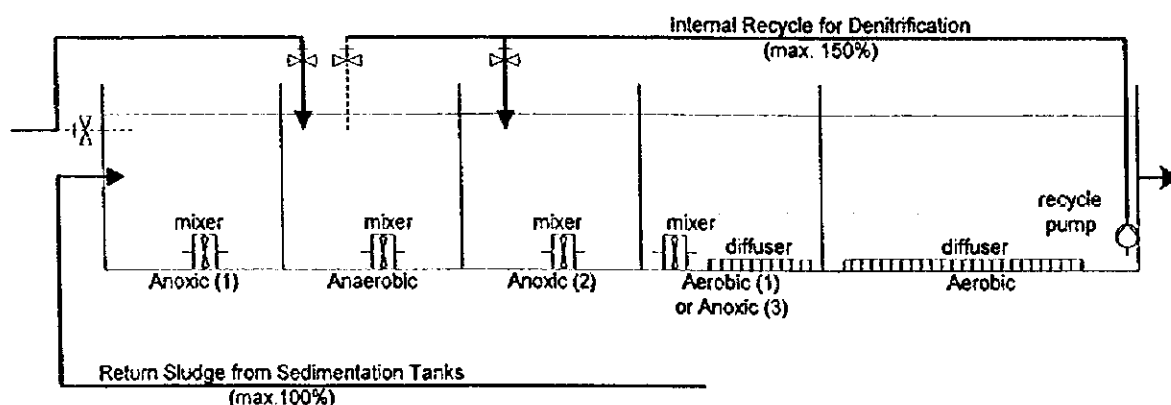 Internal Recycle for Denitrification
(max. 150%)
recycle
pump
mixer
mixer
mixer
mixer
diffuser
diffuser
Anoxic (1)
Anaerobic
Anoxic (2)
Aerobic (1)
or Anoxic (3)
Aerobic
Return Sludge from Sedimentation Tanks
(max.100%)